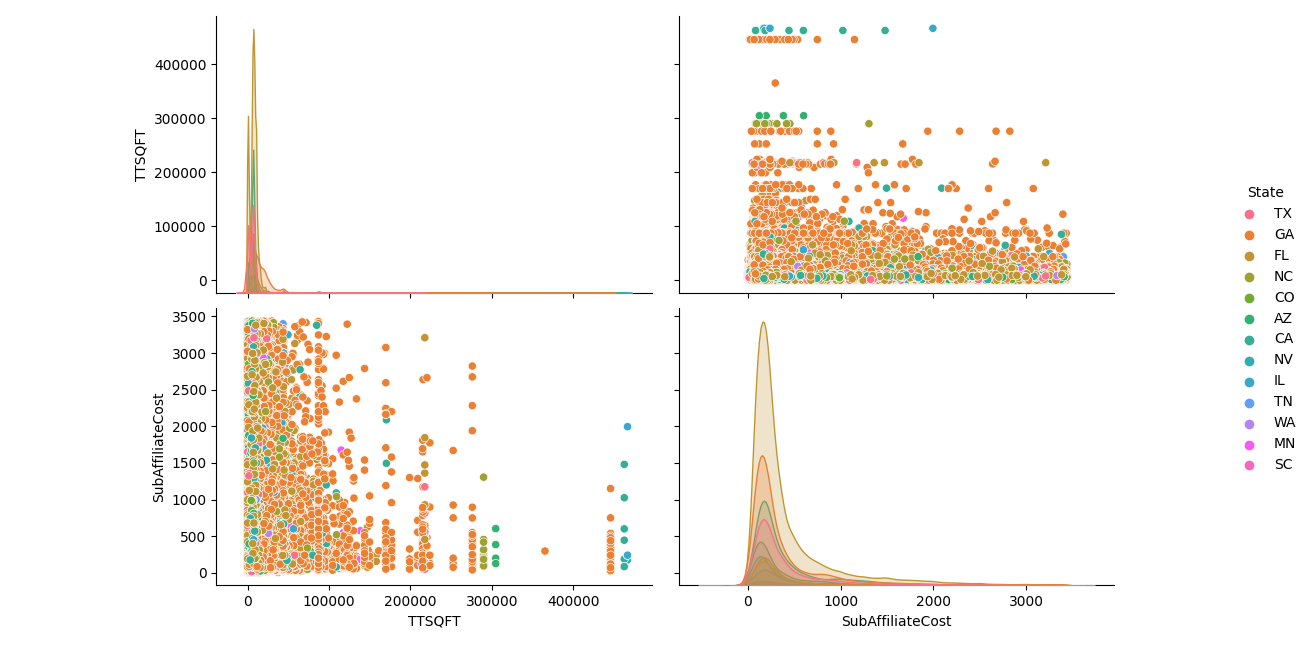 TTSQFT
400000
300000
200000
100000
0
SubAffiliateCost
3500
3000
2500
2000
1500
1000
500
0
0 100000 200000 300000 400000
TTSQFT
0 1000 2000 3000
SubAffiliateCost
State
TX
GA
FL
NC
CO
AZ
CA
NV
IL
TN
WA
MN
SC